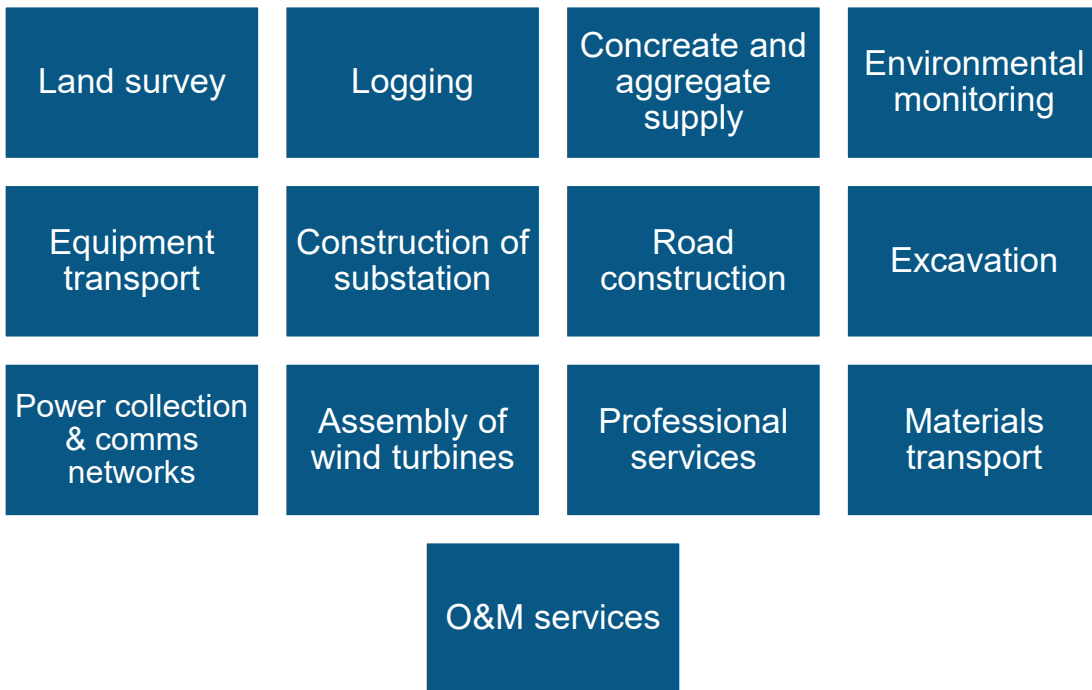 Land survey
Logging
Concreate and
aggregate
supply
Environmental
monitoring
Equipment
transport
Construction of
substation
Road
construction
Excavation
Power collection
& comms
networks
Assembly of
wind turbines
Professional
services
Materials
transport
O&M services